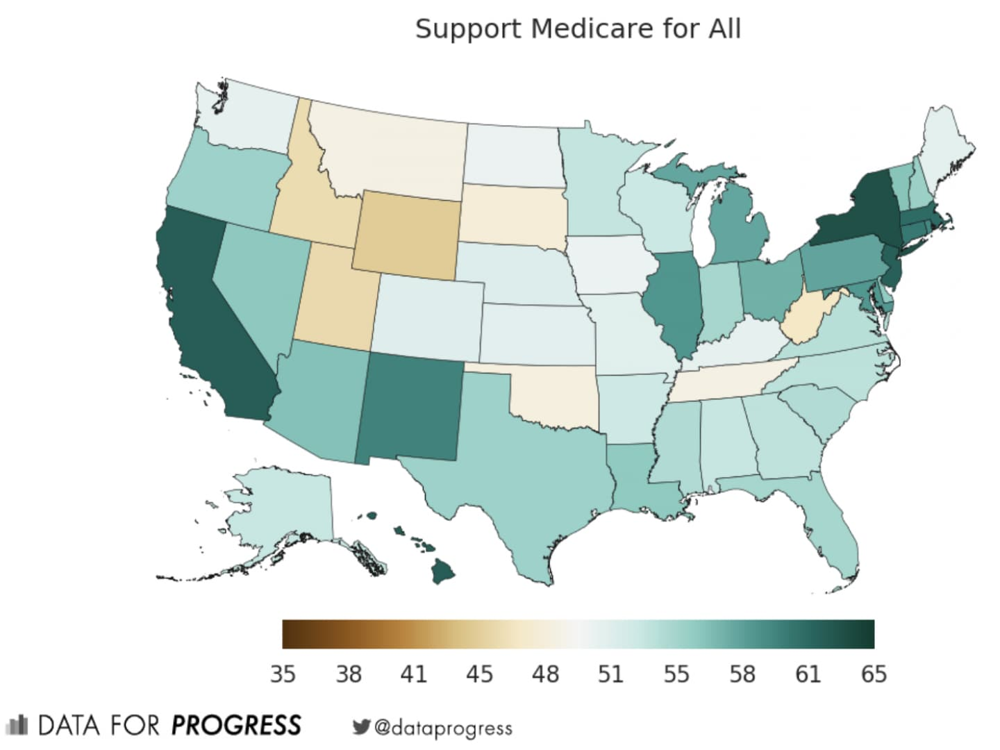 Support Medicare for All
35 38 41 45 48 51 55 58 61 65
DATA FOR PROGRESS @dataprogress